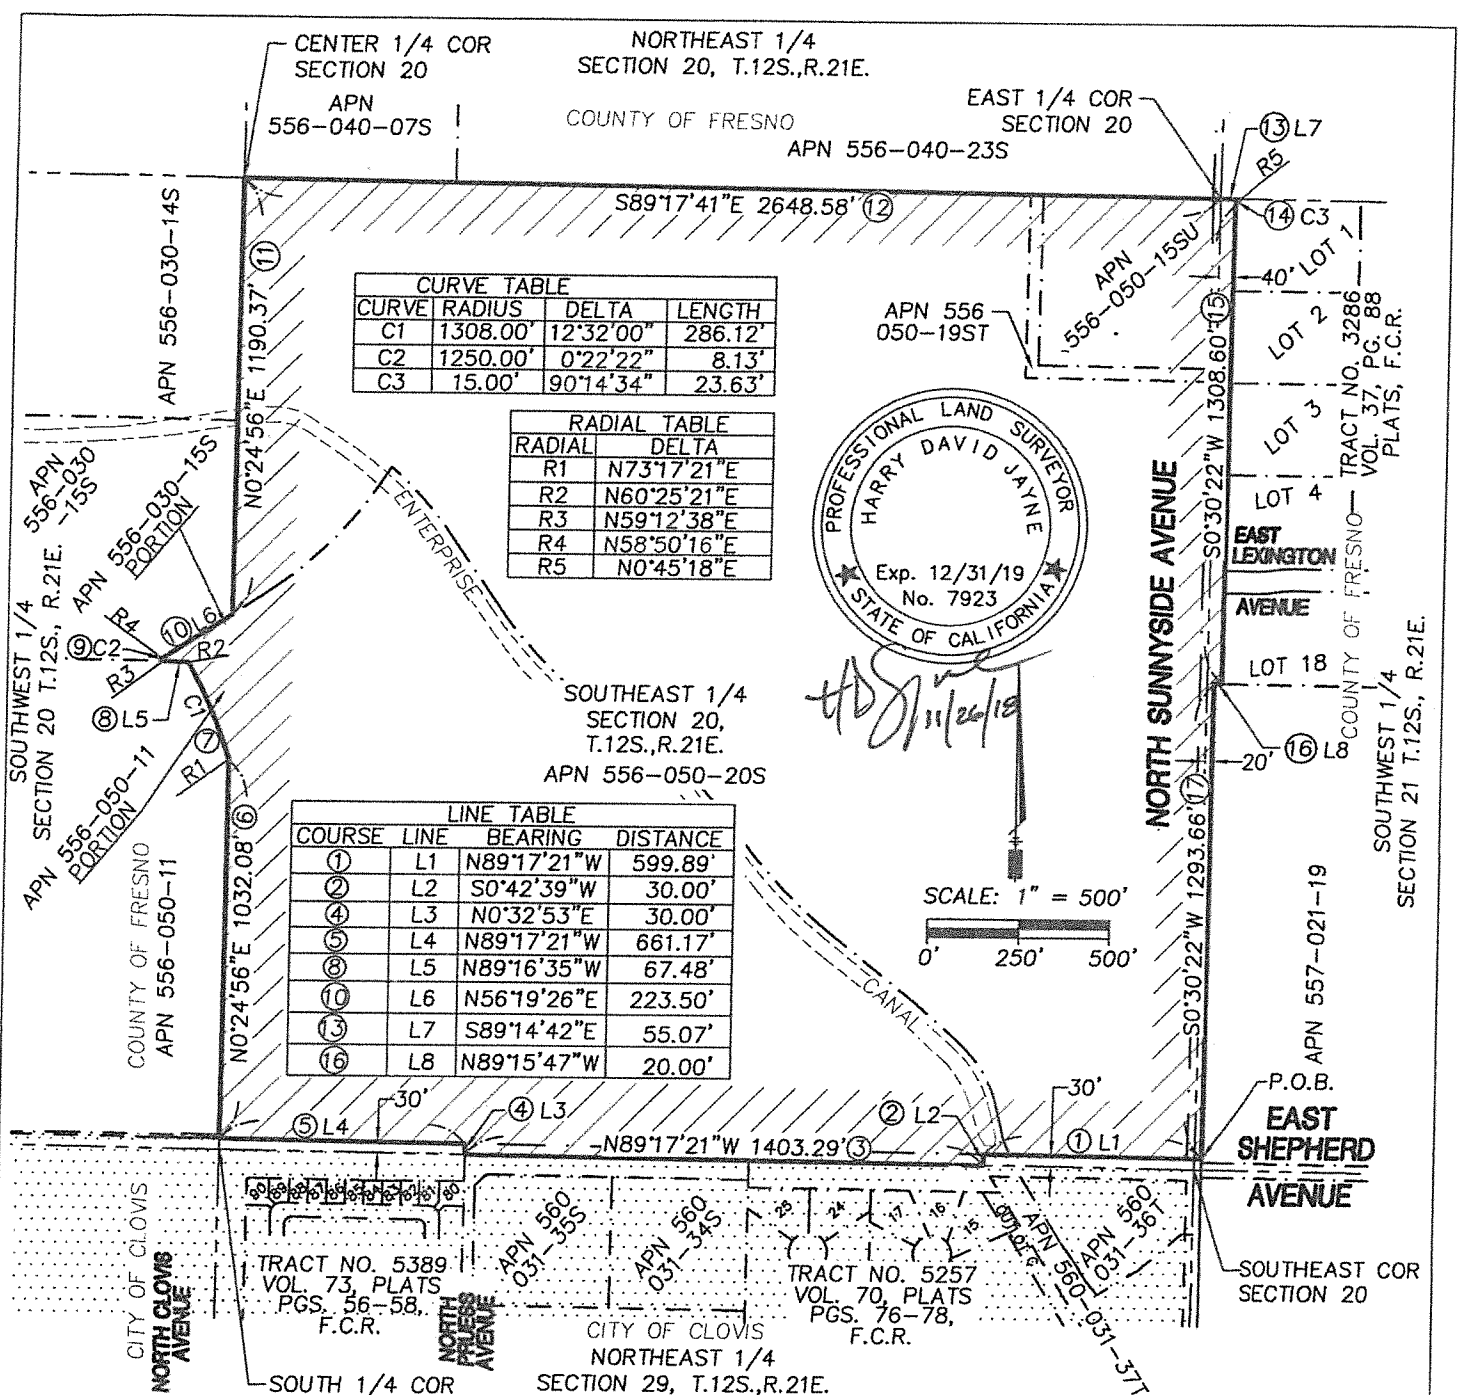 CENTER 1/4 COR
SECTION 20
NORTHEAST 1/4
SECTION 20, T.12S.,R.21E.
APN
556-040-07S
COUNTY OF FRESNO
APN 556-040-23S
EAST 1/4 COR
SECTION 20
⑬ L7
R5
⑭ C3
S89°17'41"E 2648.58' ⑫
APN 556-030-14S
N0°24'56"E 1190.37' ⑪
CURVE TABLE
CURVE RADIUS DELTA LENGTH
C1 1308.00' 12°32'00" 286.12'
C2 1250.00' 0°22'22" 8.13'
C3 15.00' 90°14'34" 23.63'
RADIAL TABLE
RADIAL DELTA
R1 N73°17'21"E
R2 N60°25'21"E
R3 N59°12'38"E
R4 N58°50'16"E
R5 N0°45'18"E
APN
556-050-15SU
APN 556
050-19ST
40'
LOT 1
LOT 2
LOT 3
LOT 4
TRACT NO. 3286
VOL. 37, PG. 88
PLATS, F.C.R.
S0°30'22"W 1308.60' ⑮
EAST
LEXINGTON
AVENUE
LOT 18
COUNTY OF FRESNO
SOUTHWEST 1/4
SECTION 21 T.12S., R.21E.
NORTH SUNNYSIDE AVENUE
PROFESSIONAL LAND SURVEYOR
HARRY DAVID JAYNE
Exp. 12/31/19
No. 7923
STATE OF CALIFORNIA
11/26/18
APN
556-030
-15S
APN 556-030-15S
PORTION
SOUTHWEST 1/4
SECTION 20 T.12S., R.21E.
R4
⑩ L6
⑨ C2
R2
R3
⑧ L5
C1
⑦
R1
APN 556-050-11
PORTION
ENTERPRISE
SOUTHEAST 1/4
SECTION 20,
T.12S.,R.21E.
APN 556-050-20S
⑯ L8
20'
S0°30'22"W 1293.66' ⑰
APN 557-021-19
COUNTY OF FRESNO
APN 556-050-11
N0°24'56"E 1032.08' ⑥
LINE TABLE
COURSE LINE BEARING DISTANCE
① L1 N89°17'21"W 599.89'
② L2 S0°42'39"W 30.00'
④ L3 N0°32'53"E 30.00'
⑤ L4 N89°17'21"W 661.17'
⑧ L5 N89°16'35"W 67.48'
⑩ L6 N56°19'26"E 223.50'
⑬ L7 S89°14'42"E 55.07'
⑯ L8 N89°15'47"W 20.00'
SCALE: 1" = 500'
0' 250' 500'
CANAL
P.O.B.
EAST
SHEPHERD
AVENUE
⑤ L4
30'
④ L3
N89°17'21"W 1403.29' ③
② L2
30'
① L1
CITY OF CLOVIS
NORTH CLOVIS
AVENUE
TRACT NO. 5389
VOL. 73, PLATS
PGS. 56-58,
F.C.R.
NORTH
PRUESS
AVENUE
APN 560
031-35S
APN 560
031-34S
25
24
17
16
15
TRACT NO. 5257
VOL. 70, PLATS
PGS. 76-78,
F.C.R.
APN 560-031-37T
APN 560
031-36T
SOUTHEAST COR
SECTION 20
CITY OF CLOVIS
NORTHEAST 1/4
SECTION 29, T.12S.,R.21E.
SOUTH 1/4 COR